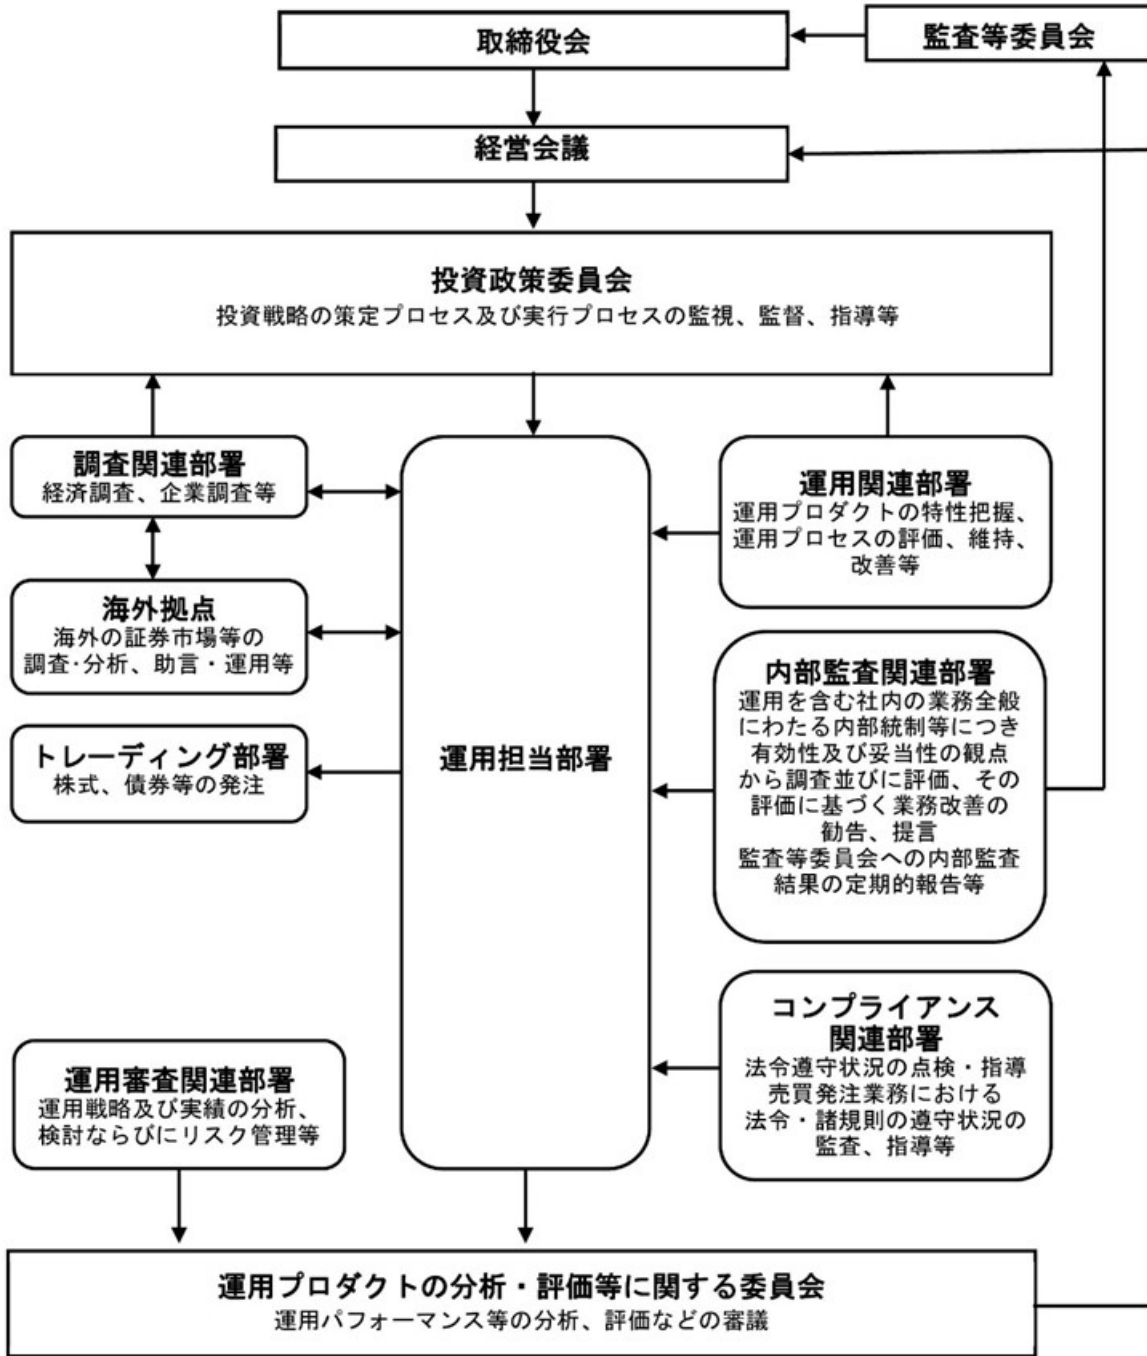 取締役会
監査等委員会
経営会議
投資政策委員会
投資戦略の策定プロセス及び実行プロセスの監視、監督、指導等
調査関連部署
経済調査、企業調査等
海外拠点
海外の証券市場等の
調査･分析、助言・運用等
トレーディング部署
株式、債券等の発注
運用担当部署
運用関連部署
運用プロダクトの特性把握、
運用プロセスの評価、維持、
改善等
内部監査関連部署
運用を含む社内の業務全般
にわたる内部統制等につき
有効性及び妥当性の観点
から調査並びに評価、その
評価に基づく業務改善の
勧告、提言
監査等委員会への内部監査
結果の定期的報告等
コンプライアンス
関連部署
法令遵守状況の点検・指導
売買発注業務における
法令・諸規則の遵守状況の
監査、指導等
運用審査関連部署
運用戦略及び実績の分析、
検討ならびにリスク管理等
運用プロダクトの分析・評価等に関する委員会
運用パフォーマンス等の分析、評価などの審議